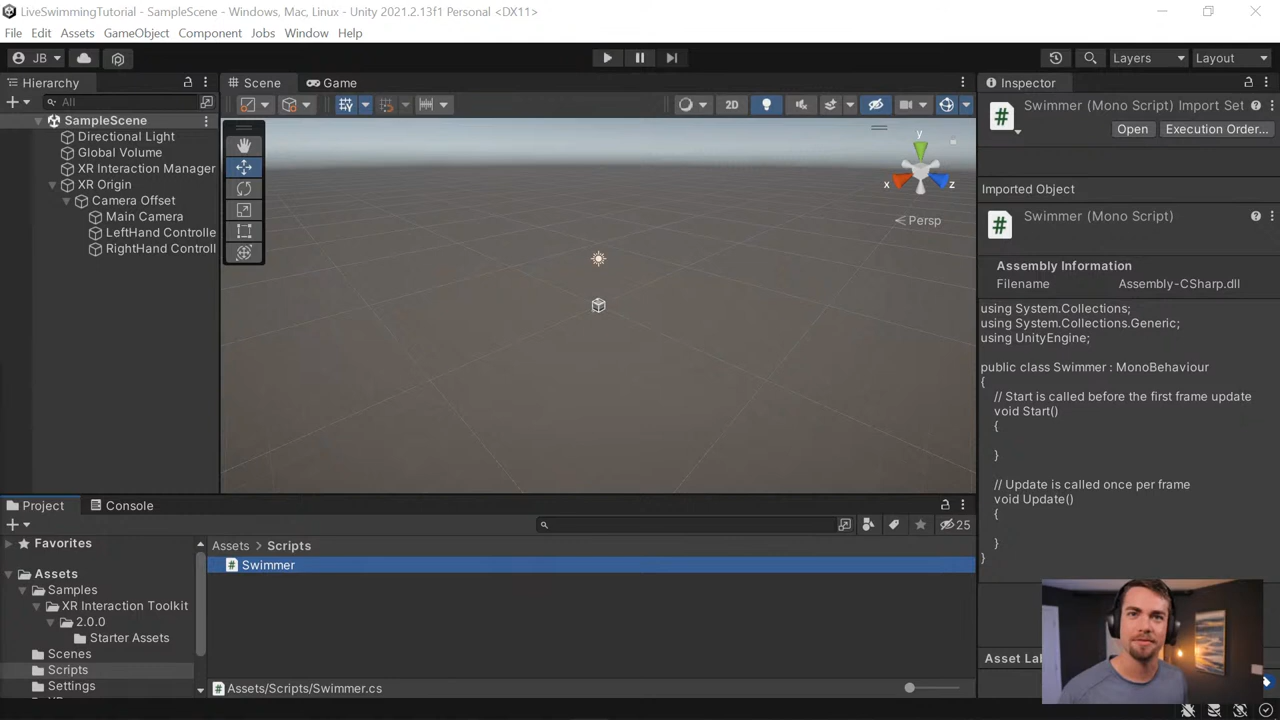 LiveSwimmingTutorial - SampleScene - Windows, Mac, Linux - Unity 2021.2.13f1 Personal <DX11>
File Edit Assets GameObject Component Jobs Window Help
JB Layers Layout
Hierarchy
All
SampleScene
Directional Light
Global Volume
XR Interaction Manager
XR Origin
Camera Offset
Main Camera
LeftHand Controlle
RightHand Controll
Scene Game
2D
y
x z
Persp
Inspector
Swimmer (Mono Script) Import Set
Open Execution Order...
Imported Object
Swimmer (Mono Script)
Assembly Information
Filename Assembly-CSharp.dll
using System.Collections;
using System.Collections.Generic;
using UnityEngine;
public class Swimmer : MonoBehaviour
{
// Start is called before the first frame update
void Start()
{
}
// Update is called once per frame
void Update()
{
}
}
Asset Lal
Project Console
25
Favorites
Assets
Samples
XR Interaction Toolkit
2.0.0
Starter Assets
Scenes
Scripts
Settings
Assets > Scripts
# Swimmer
# Assets/Scripts/Swimmer.cs